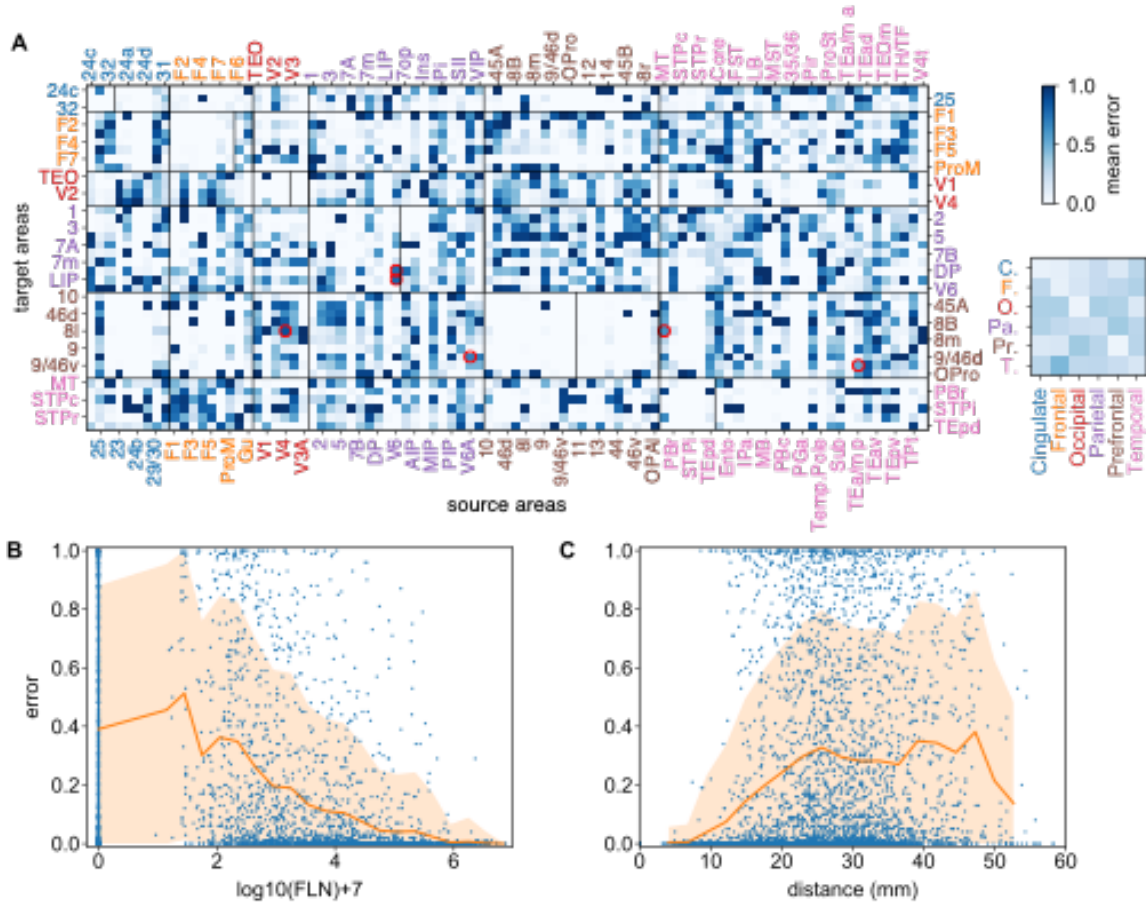 A
24c 32 24a 24d 31 F2 F4 F7 F6 TEO V2 V3 1 3 7A 7m LIP 7op Ins Pi SII VIP 45A 8B 8m 9/46d OPro 12 14 45B 8r MT STPc STPr Core FST LB MST 35/36 Pir ProSt TEa/m a TEad TEOm TH/TF V4t
24c
32
F2
F4
F7
TEO
V2
1
3
7A
7m
LIP
10
46d
8l
9
9/46v
MT
STPc
STPr
target areas
25
F1
F3
F5
ProM
V1
V4
2
5
7B
DP
V6
45A
8B
8m
9/46d
OPro
PBr
STPi
TEpd
25 23 24b 29/30 F1 F3 F5 ProM Gu V1 V4 V3A 2 5 7B DP V6 AIP MIP PIP V6A 10 46d 8l 9 9/46v 11 13 44 46v OPAl PBr STPi TEpd Ento IPa MB PBc PGa Temp.Pole Sub TEa/m p TEav TEpv TPt
source areas
1.0
0.5
0.0
mean error
C.
F.
O.
Pa.
Pr.
T.
Cingulate Frontal Occipital Parietal Prefrontal Temporal
B
1.0
0.8
0.6
0.4
0.2
0.0
error
0 2 4 6
log10(FLN)+7
C
1.0
0.8
0.6
0.4
0.2
0.0
0 10 20 30 40 50 60
distance (mm)